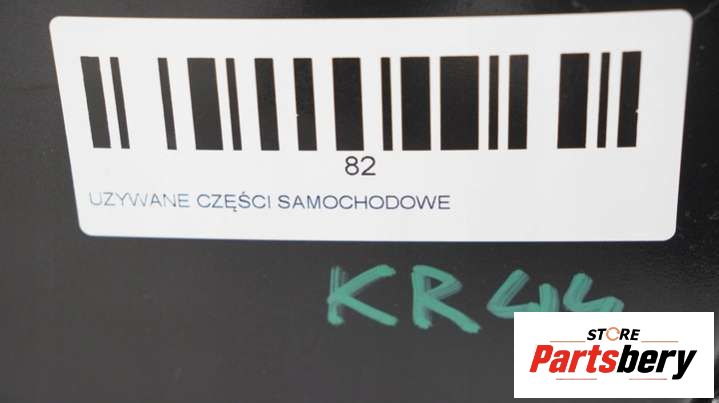 82
UZYWANE CZĘŚCI SAMOCHODOWE
KR44
STORE
Partsbery